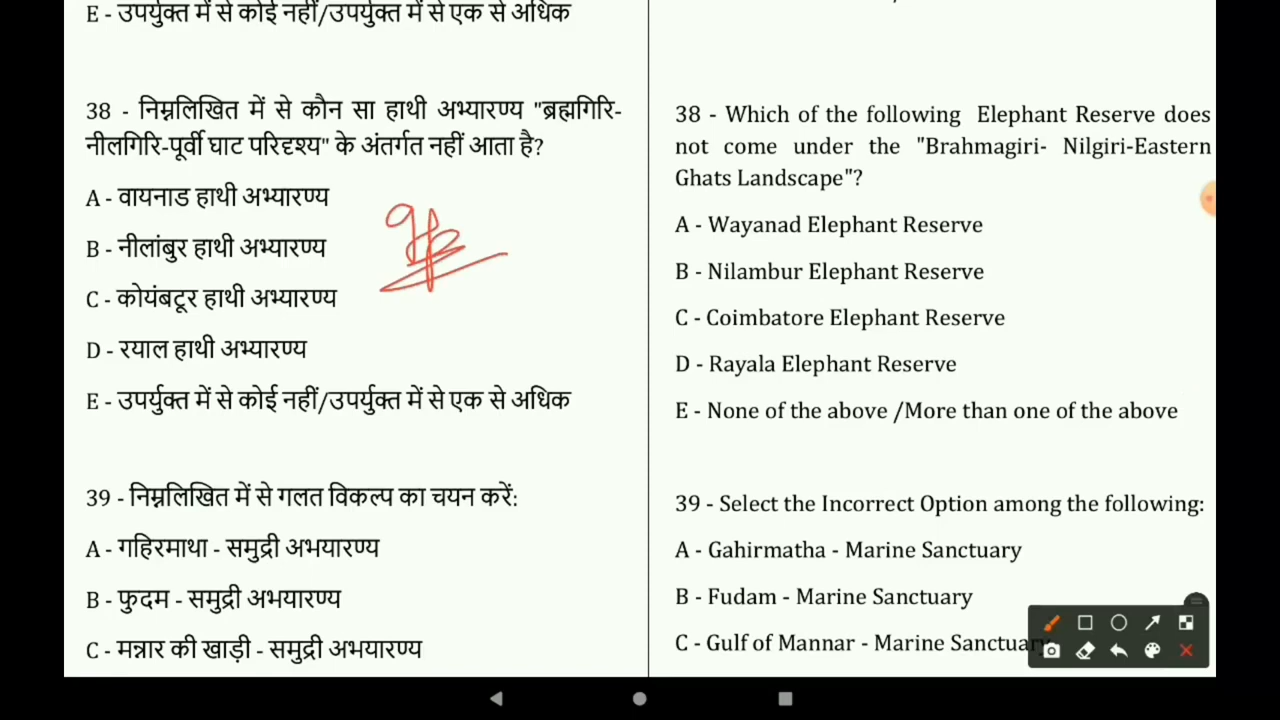 E - उपर्युक्त में से कोई नहीं/उपर्युक्त में से एक से अधिक
38 - निम्नलिखित में से कौन सा हाथी अभ्यारण्य "ब्रह्मगिरि-
नीलगिरि-पूर्वी घाट परिदृश्य" के अंतर्गत नहीं आता है?
A - वायनाड हाथी अभ्यारण्य
B - नीलांबुर हाथी अभ्यारण्य
C - कोयंबटूर हाथी अभ्यारण्य
D - रयाल हाथी अभ्यारण्य
E - उपर्युक्त में से कोई नहीं/उपर्युक्त में से एक से अधिक
39 - निम्नलिखित में से गलत विकल्प का चयन करें:
A - गहिरमाथा - समुद्री अभयारण्य
B - फुदम - समुद्री अभयारण्य
C - मन्नार की खाड़ी - समुद्री अभयारण्य
38 - Which of the following Elephant Reserve does
not come under the "Brahmagiri- Nilgiri-Eastern
Ghats Landscape"?
A - Wayanad Elephant Reserve
B - Nilambur Elephant Reserve
C - Coimbatore Elephant Reserve
D - Rayala Elephant Reserve
E - None of the above /More than one of the above
39 - Select the Incorrect Option among the following:
A - Gahirmatha - Marine Sanctuary
B - Fudam - Marine Sanctuary
C - Gulf of Mannar - Marine Sanctuary